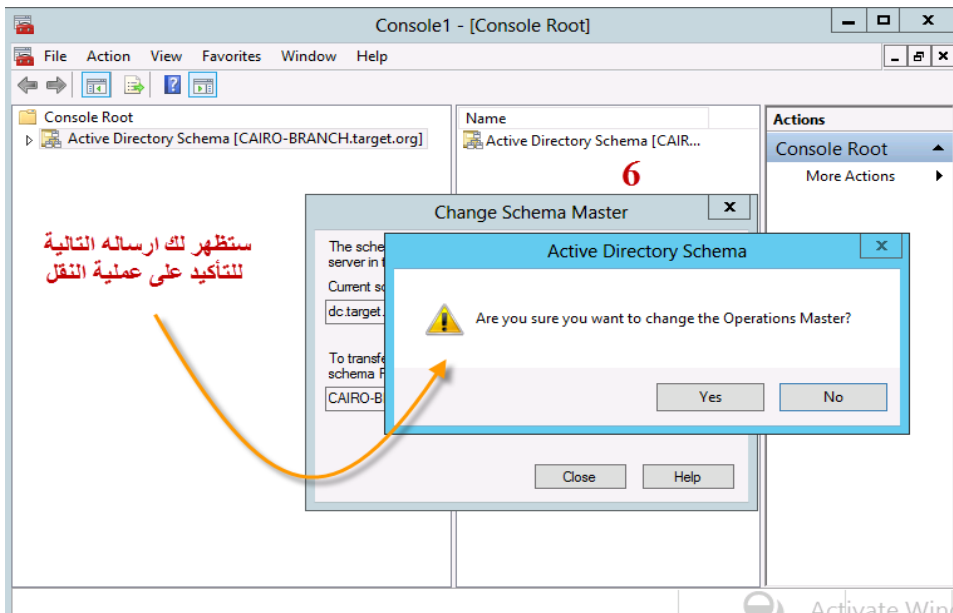 Console1 - [Console Root]
File Action View Favorites Window Help
Console Root
Active Directory Schema [CAIRO-BRANCH.target.org]
Name
Active Directory Schema [CAIR...
Actions
Console Root
More Actions
6
ستظهر لك ارساله التالية
للتأكيد على عملية النقل
Change Schema Master
The sche
server in t
Current sc
dc.target.
To transfe
schema F
CAIRO-B
Close Help
Active Directory Schema
Are you sure you want to change the Operations Master?
Yes No
Activate Win